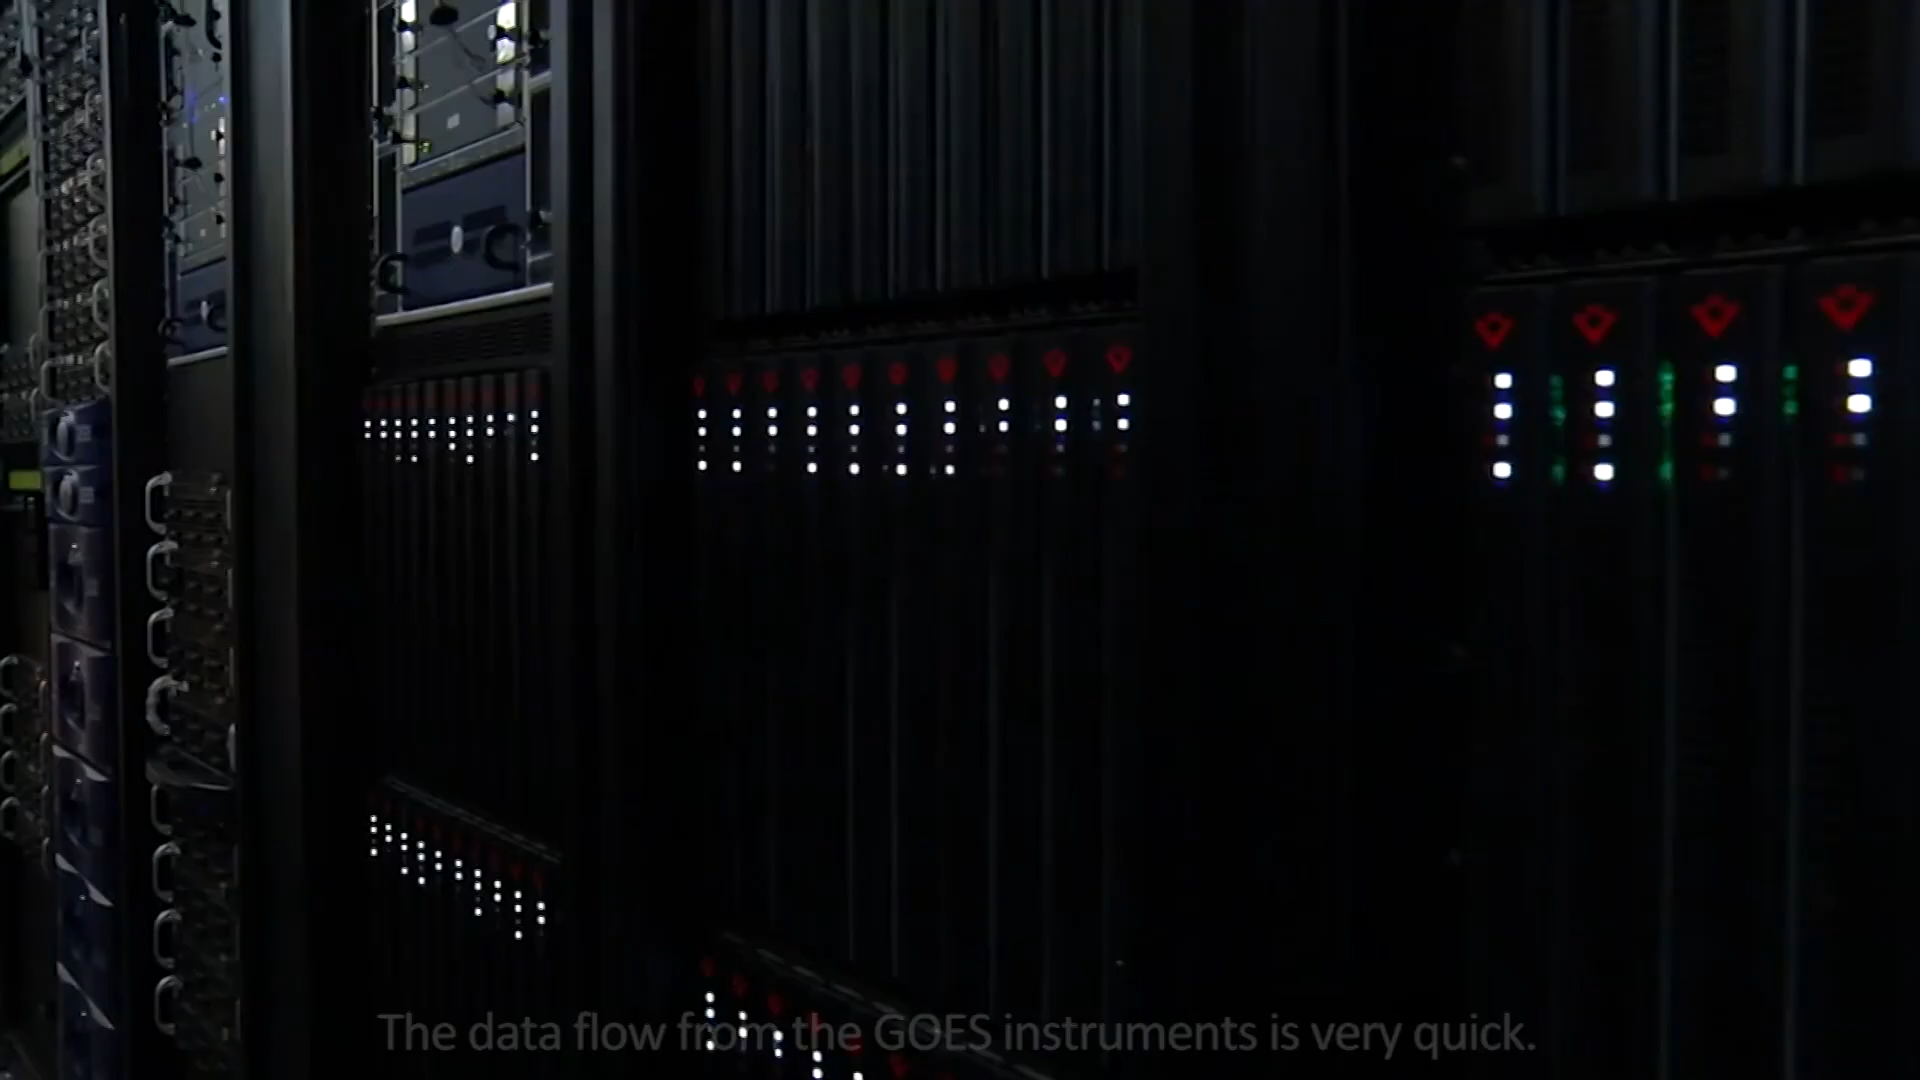 The data flow from the GOES instruments is very quick.